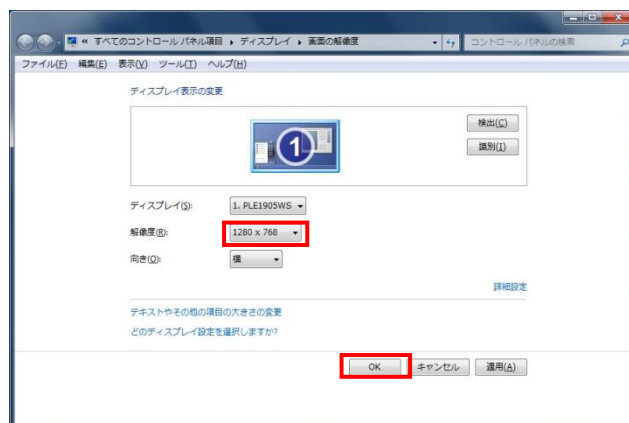 « すべてのコントロール パネル項目 ▸ ディスプレイ ▸ 画面の解像度
コントロール パネルの検索
ファイル(F) 編集(E) 表示(V) ツール(T) ヘルプ(H)
ディスプレイ表示の変更
1
検出(C)
識別(I)
ディスプレイ(S): 1. PLE1905WS
解像度(R): 1280 x 768
向き(O): 横
詳細設定
テキストやその他の項目の大きさの変更
どのディスプレイ設定を選択しますか?
OK キャンセル 適用(A)